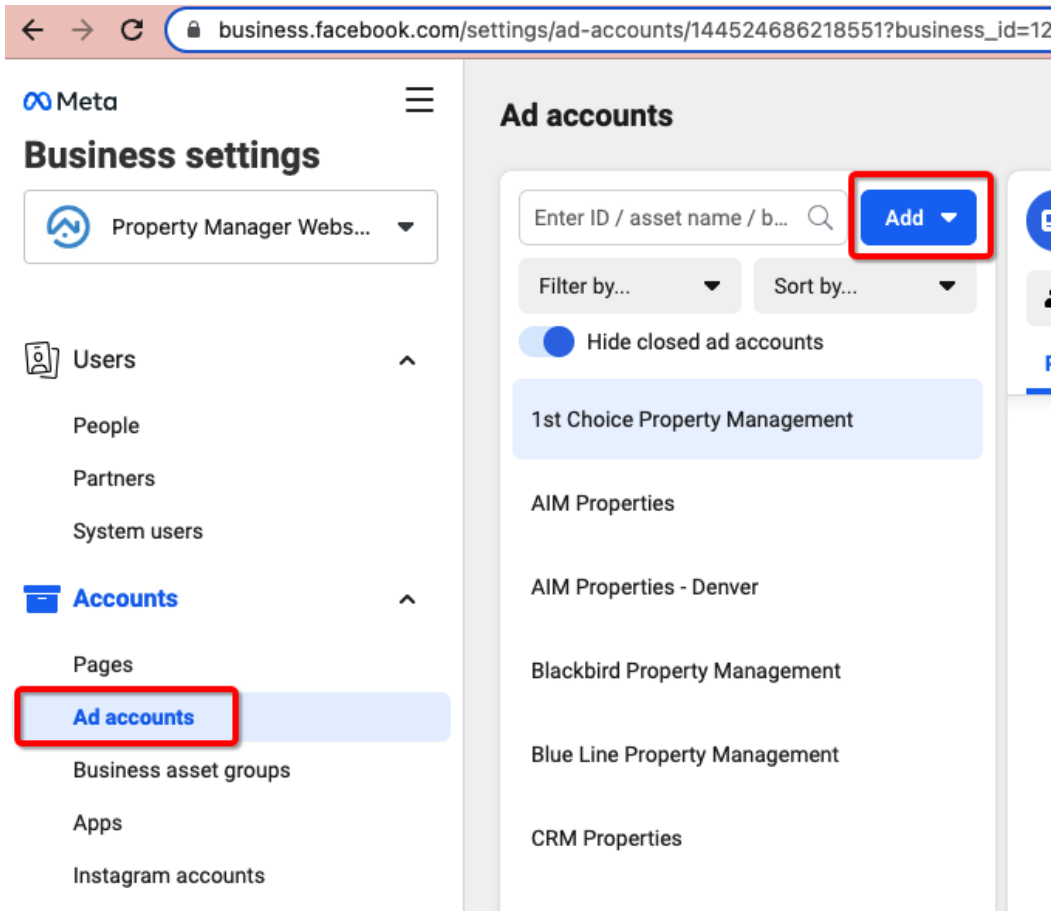 business.facebook.com/settings/ad-accounts/144524686218551?business_id=12
Meta
Business settings
Property Manager Webs...
Users
People
Partners
System users
Accounts
Pages
Ad accounts
Business asset groups
Apps
Instagram accounts
Ad accounts
Enter ID / asset name / b...
Add
Filter by...
Sort by...
Hide closed ad accounts
1st Choice Property Management
AIM Properties
AIM Properties - Denver
Blackbird Property Management
Blue Line Property Management
CRM Properties